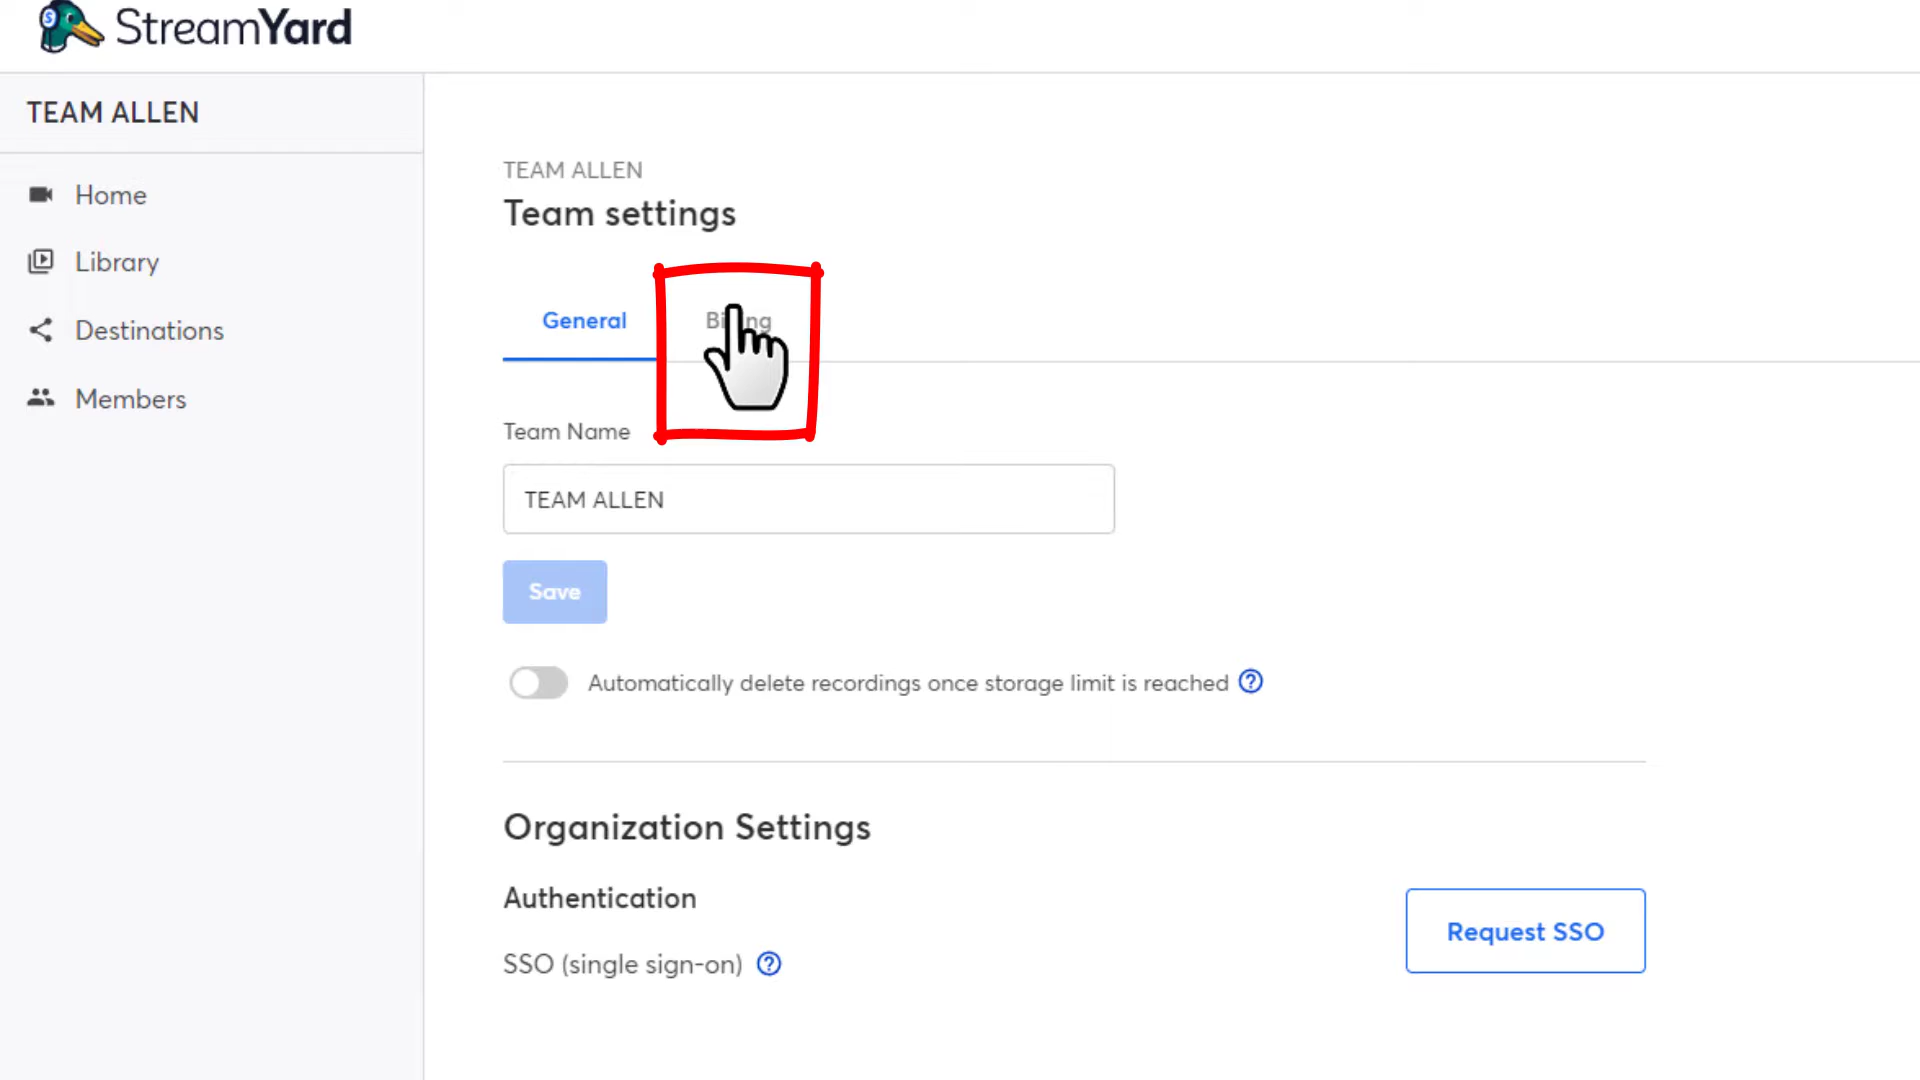 StreamYard
TEAM ALLEN
Home
Library
Destinations
Members
TEAM ALLEN
Team settings
General
Team Name
TEAM ALLEN
Save
Automatically delete recordings once storage limit is reached ?
Organization Settings
Authentication
SSO (single sign-on) ?
Request SSO